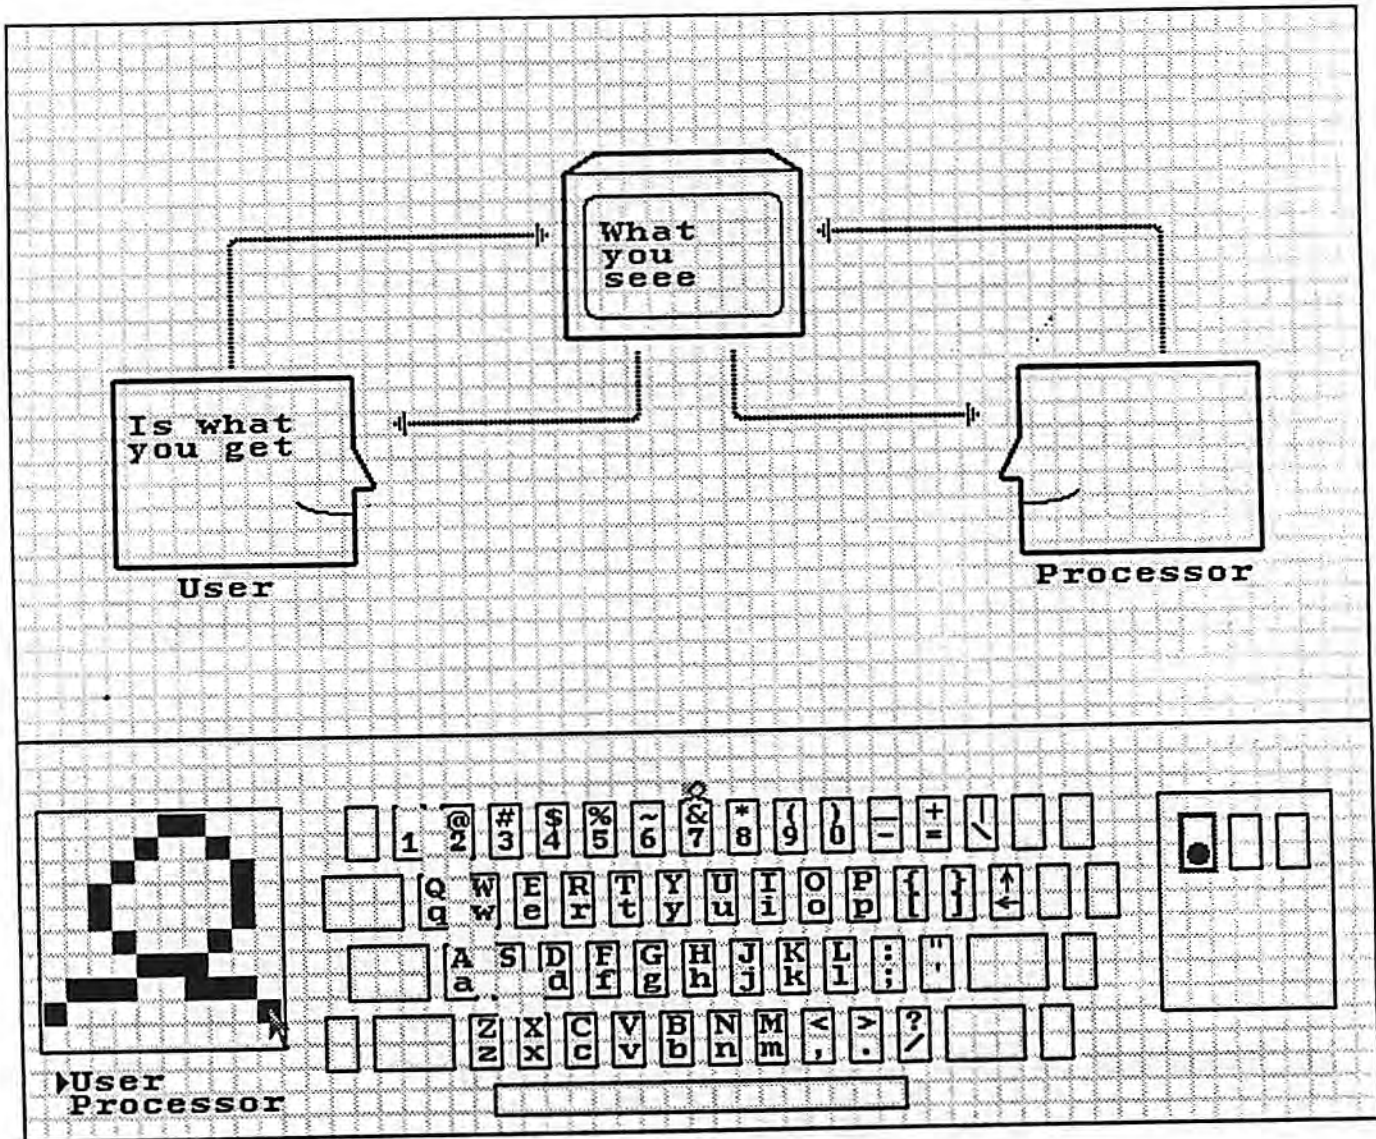 What
you
seee
Is what
you get
User
Processor
@ # $ % ~ & * ( ) — + |
1 2 3 4 5 6 7 8 9 0 - = \
Q W E R T Y U I O P { } ↑
q w e r t y u i o p [ ] ←
A S D F G H J K L : "
a d f g h j k l ; '
Z X C V B N M < > ?
z x c v b n m , . /
▶User
Processor